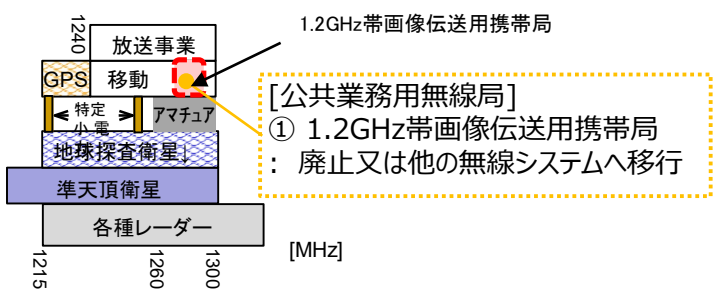 1240
1.2GHz帯画像伝送用携帯局
放送事業
GPS
移動
特定
小電
アマチュア
地球探査衛星↓
準天頂衛星
各種レーダー
[公共業務用無線局]
① 1.2GHz帯画像伝送用携帯局
: 廃止又は他の無線システムへ移行
[MHz]
1215
1260
1300